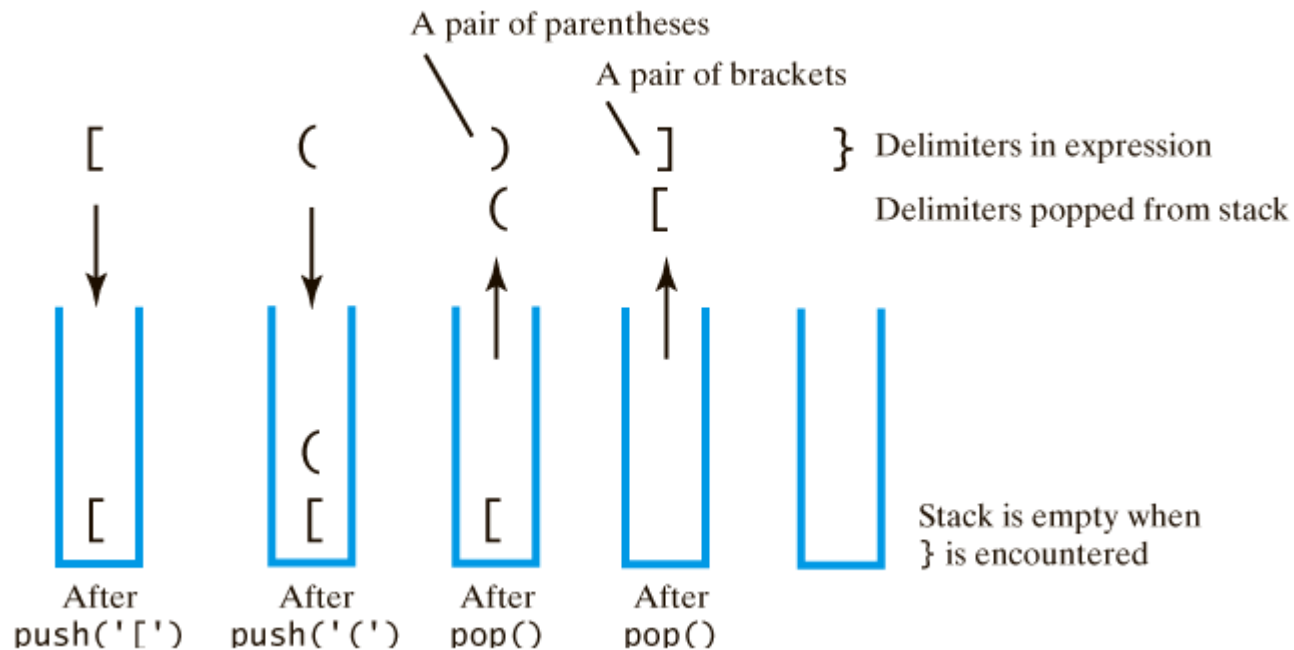 A pair of parentheses
A pair of brackets
[ ( ) ] } Delimiters in expression
( [ Delimiters popped from stack
(
[ [ [
Stack is empty when
} is encountered
After After After After
push('[') push('(') pop() pop()